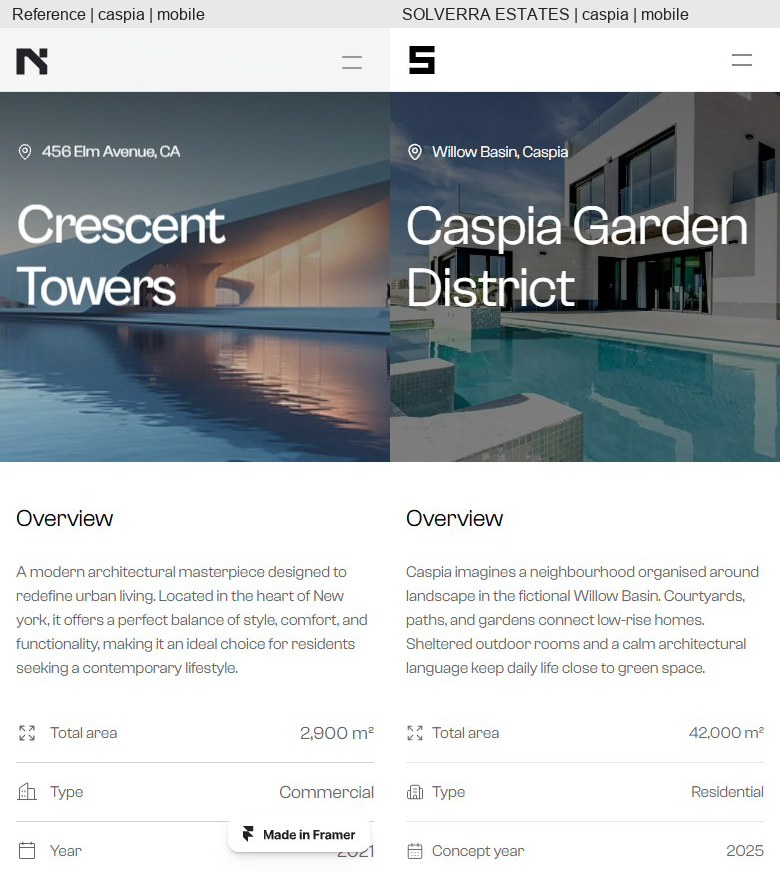 Reference | caspia | mobile
456 Elm Avenue, CA
Crescent
Towers
Overview
A modern architectural masterpiece designed to
redefine urban living. Located in the heart of New
york, it offers a perfect balance of style, comfort, and
functionality, making it an ideal choice for residents
seeking a contemporary lifestyle.
Total area 2,900 m²
Type Commercial
Made in Framer
Year 2021
SOLVERRA ESTATES | caspia | mobile
Willow Basin, Caspia
Caspia Garden
District
Overview
Caspia imagines a neighbourhood organised around
landscape in the fictional Willow Basin. Courtyards,
paths, and gardens connect low-rise homes.
Sheltered outdoor rooms and a calm architectural
language keep daily life close to green space.
Total area 42,000 m²
Type Residential
Concept year 2025